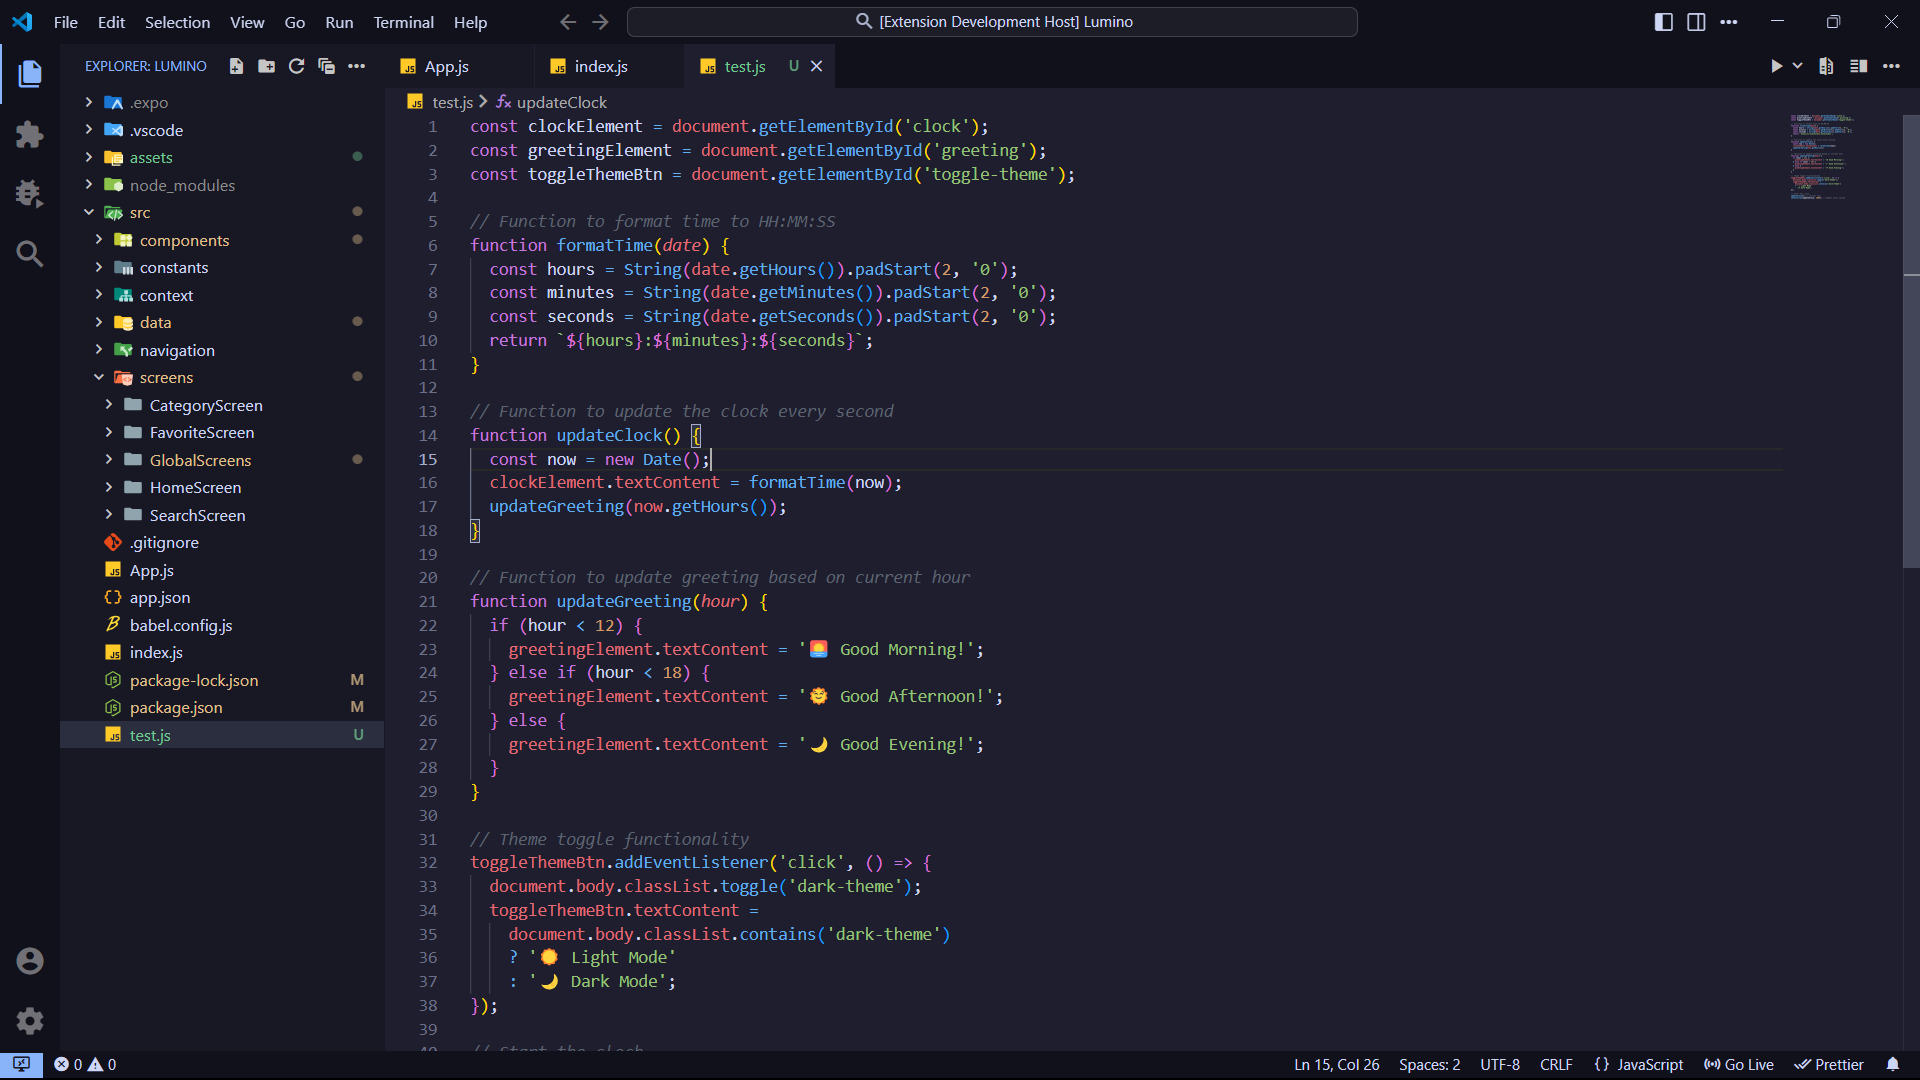 File Edit Selection View Go Run Terminal Help
[Extension Development Host] Lumino
EXPLORER: LUMINO
App.js
index.js
test.js U
.expo
.vscode
assets
node_modules
src
components
constants
context
data
navigation
screens
CategoryScreen
FavoriteScreen
GlobalScreens
HomeScreen
SearchScreen
.gitignore
App.js
app.json
babel.config.js
index.js
package-lock.json M
package.json M
test.js U
test.js > updateClock
1 const clockElement = document.getElementById('clock');
2 const greetingElement = document.getElementById('greeting');
3 const toggleThemeBtn = document.getElementById('toggle-theme');
4
5 // Function to format time to HH:MM:SS
6 function formatTime(date) {
7 const hours = String(date.getHours()).padStart(2, '0');
8 const minutes = String(date.getMinutes()).padStart(2, '0');
9 const seconds = String(date.getSeconds()).padStart(2, '0');
10 return `${hours}:${minutes}:${seconds}`;
11 }
12
13 // Function to update the clock every second
14 function updateClock() {
15 const now = new Date();
16 clockElement.textContent = formatTime(now);
17 updateGreeting(now.getHours());
18 }
19
20 // Function to update greeting based on current hour
21 function updateGreeting(hour) {
22 if (hour < 12) {
23 greetingElement.textContent = '🌅 Good Morning!';
24 } else if (hour < 18) {
25 greetingElement.textContent = '🌞 Good Afternoon!';
26 } else {
27 greetingElement.textContent = '🌙 Good Evening!';
28 }
29 }
30
31 // Theme toggle functionality
32 toggleThemeBtn.addEventListener('click', () => {
33 document.body.classList.toggle('dark-theme');
34 toggleThemeBtn.textContent =
35 document.body.classList.contains('dark-theme')
36 ? '☀️ Light Mode'
37 : '🌙 Dark Mode';
38 });
39
40 // Start the clock
0 0
Ln 15, Col 26 Spaces: 2 UTF-8 CRLF {} JavaScript Go Live Prettier